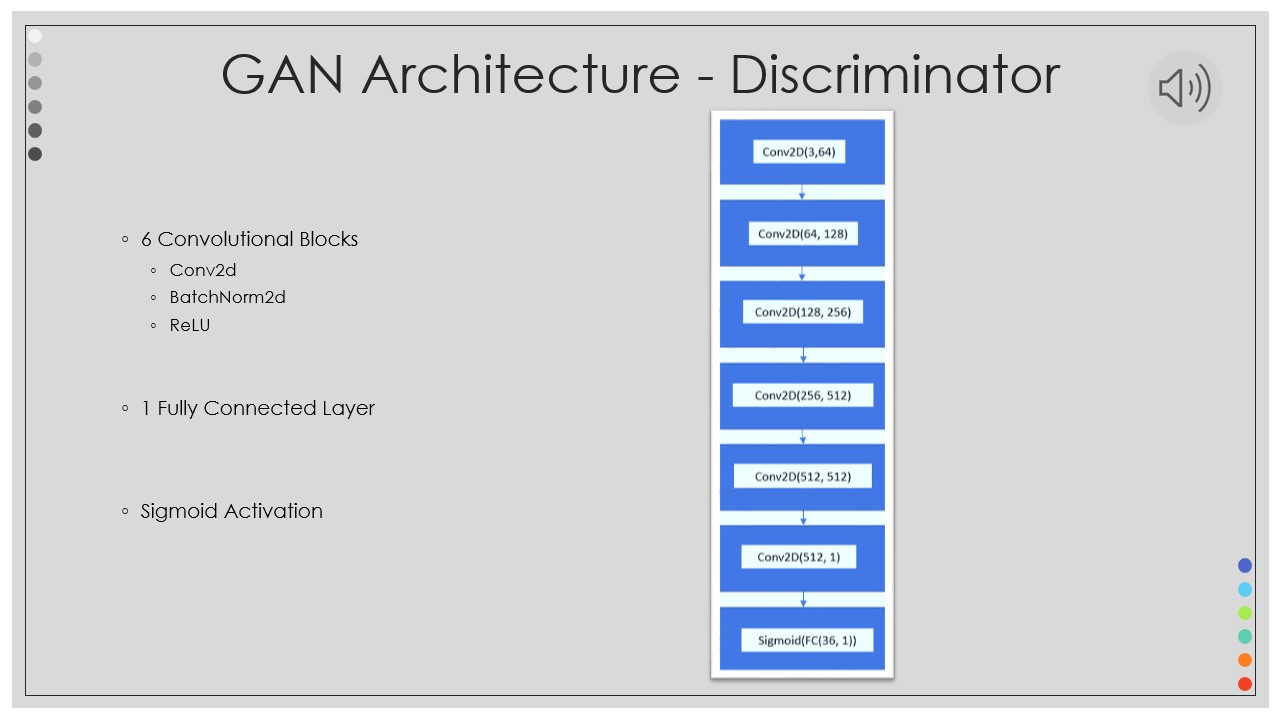 GAN Architecture - Discriminator
6 Convolutional Blocks
Conv2d
BatchNorm2d
ReLU
1 Fully Connected Layer
Sigmoid Activation
Conv2D(3,64)
Conv2D(64, 128)
Conv2D(128, 256)
Conv2D(256, 512)
Conv2D(512, 512)
Conv2D(512, 1)
Sigmoid(FC(36, 1))